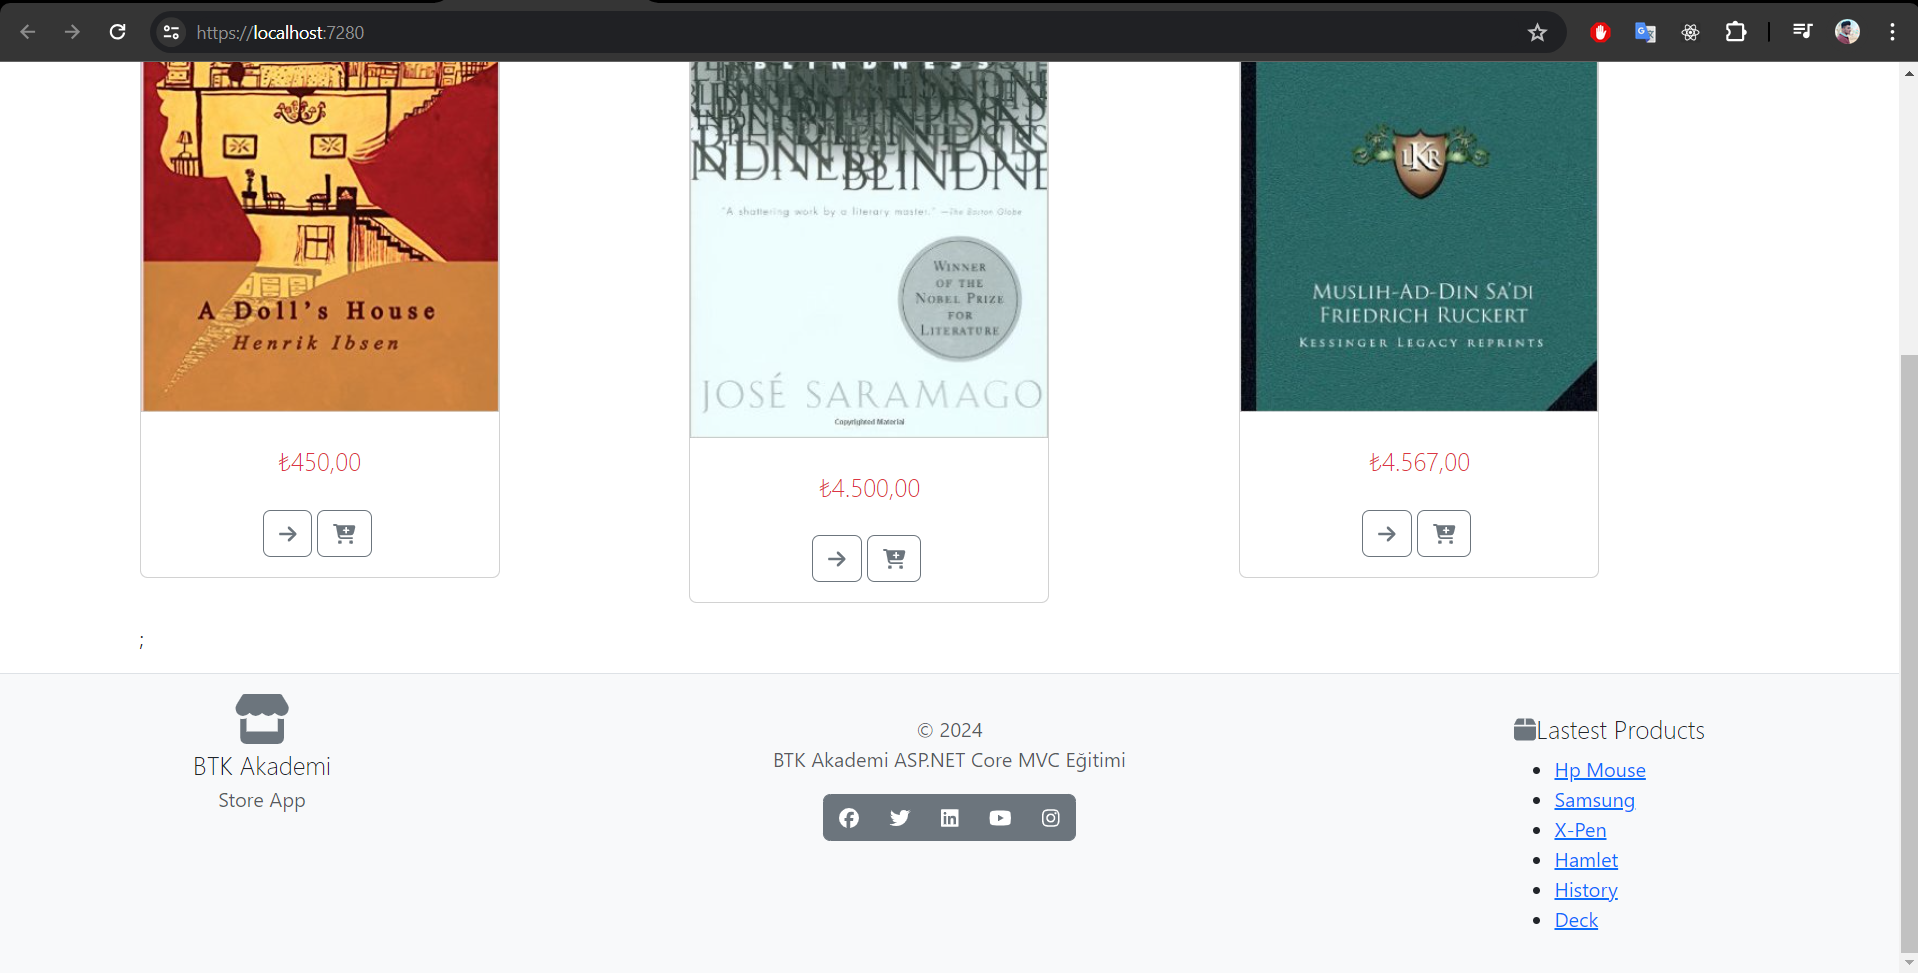 https://localhost:7280
BLINDNESS
NDNESS BLINDNE
"A shattering work by a literary master." —The Boston Globe
WINNER
OF THE
NOBEL PRIZE
FOR
LITERATURE
JOSÉ SARAMAGO
Copyrighted Material
A Doll's House
Henrik Ibsen
LKR
MUSLIH-AD-DIN SA'DI
FRIEDRICH RUCKERT
KESSINGER LEGACY REPRINTS
₺450,00
₺4.500,00
₺4.567,00
;
BTK Akademi
Store App
© 2024
BTK Akademi ASP.NET Core MVC Eğitimi
Lastest Products
Hp Mouse
Samsung
X-Pen
Hamlet
History
Deck